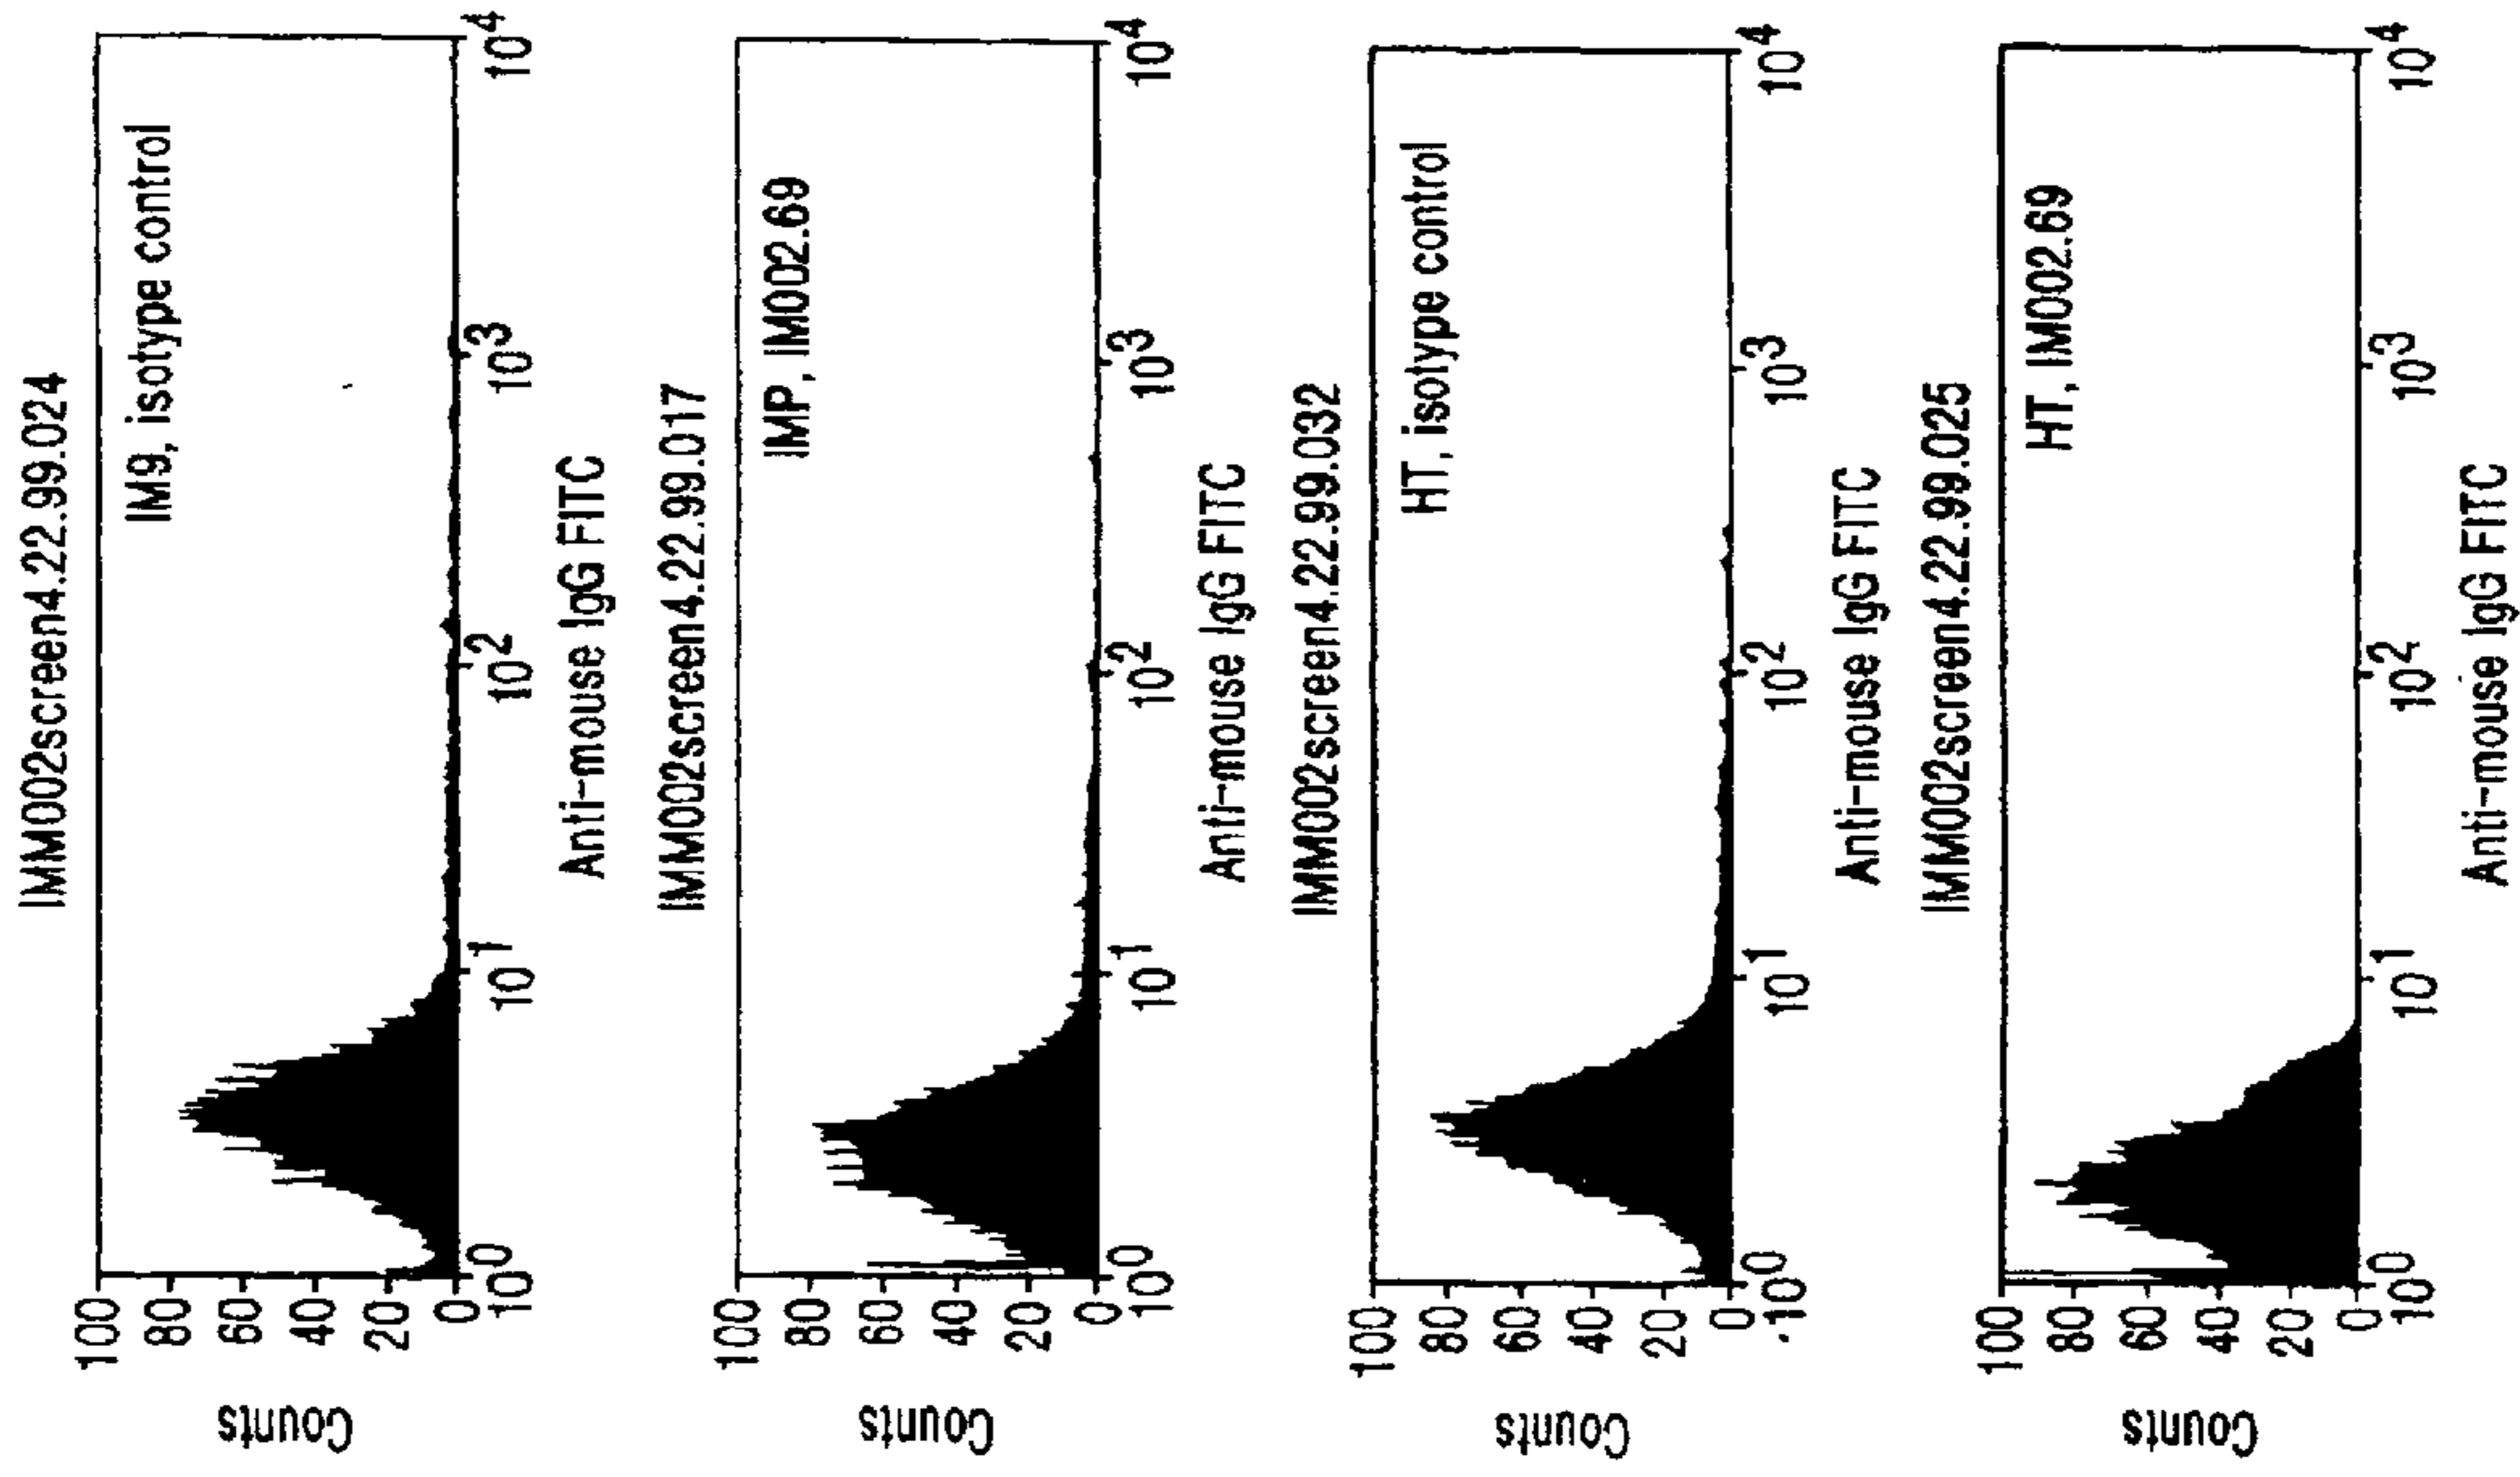 IMM002screen4.22.99.024
IM9, isotype control
Counts
100
80
60
40
20
0
10^0 10^1 10^2 10^3 10^4
Anti-mouse IgG FITC
IMM002screen4.22.99.017
IMP, IM002.69
Counts
100
80
60
40
20
0
10^0 10^1 10^2 10^3 10^4
Anti-mouse IgG FITC
IMM002screen4.22.99.032
HT, isotype control
Counts
100
80
60
40
20
0
10^0 10^1 10^2 10^3 10^4
Anti-mouse IgG FITC
IMM002screen4.22.99.025
HT, IM002.69
Counts
100
80
60
40
20
0
10^0 10^1 10^2 10^3 10^4
Anti-mouse IgG FITC